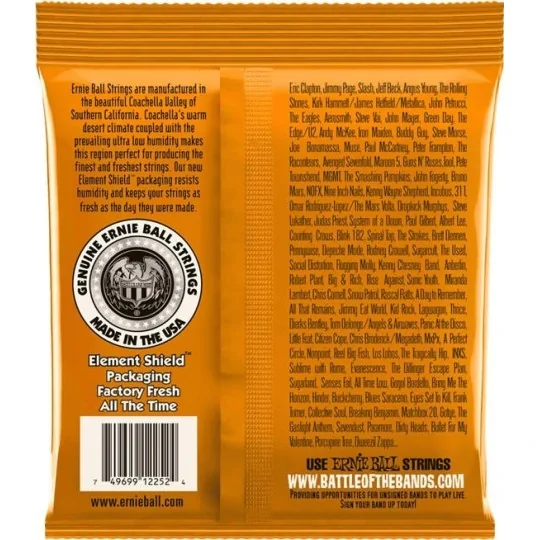 Ernie Ball Strings are manufactured in
the beautiful Coachella Valley of
Southern California. Coachella's warm
desert climate coupled with the
prevailing ultra low humidity makes
this region perfect for producing the
finest and freshest strings. Our new
Element Shield™ packaging resists
humidity and keeps your strings as
fresh as the day they were made.
GENUINE ERNIE BALL STRINGS
MADE IN THE USA
Element Shield™
Packaging
Factory Fresh
All The Time
7 49699 12252 4
www.ernieball.com
Eric Clapton, Jimmy Page, Slash, Jeff Beck, Angus Young, The Rolling
Stones, Kirk Hammett/James Hetfield/Metallica, John Petrucci,
The Eagles, Aerosmith, Steve Vai, John Mayer, Green Day, The
Edge/U2, Andy McKee, Iron Maiden, Buddy Guy, Steve Morse,
Joe Bonamassa, Muse, Paul McCartney, Peter Frampton, The
Raconteurs, Avenged Sevenfold, Maroon 5, Guns N' Roses, Tool, Pete
Townshend, MGMT, The Smashing Pumpkins, John Fogerty, Bruno
Mars, NOFX, Nine Inch Nails, Kenny Wayne Shepherd, Incubus, 311,
Omar Rodriguez-Lopez/The Mars Volta, Dropkick Murphys, Steve
Lukather, Judas Priest, System of a Down, Paul Gilbert, Albert Lee,
Counting Crows, Blink 182, Spinal Tap, The Strokes, Brett Dennen,
Pennywise, Depeche Mode, Rodney Crowell, Sugarcult, The Used,
Social Distortion, Flogging Molly, Kenny Chesney Band, Anberlin,
Robert Plant, Big & Rich, Rise Against, Sonic Youth, Miranda
Lambert, Chris Cornell, Snow Patrol, Rascal Flatts, A Day to Remember,
All That Remains, Jimmy Eat World, Kid Rock, Lagwagon, Thrice,
Dierks Bentley, Tom Delonge/Angels & Airwaves, Panic At the Disco,
Little Feat, Citizen Cope, Chris Broderick/Megadeth, MxPx, A Perfect
Circle, Nonpoint, Reel Big Fish, Los Lobos, The Tragically Hip, INXS,
Sublime with Rome, Evanescence, The Dillinger Escape Plan,
Sugarland, Senses Fail, All Time Low, Gogol Bordello, Bring Me The
Horizon, Hinder, Buckcherry, Blues Saraceno, Eyes Set To Kill, Frank
Turner, Collective Soul, Breaking Benjamin, Matchbox 20, Gotye, The
Gaslight Anthem, Sevendust, Paramore, Dirty Heads, Bullet For My
Valentine, Porcupine Tree, Dweezil Zappa...
USE ERNIE BALL STRINGS
WWW.BATTLEOFTHEBANDS.COM
PROVIDING OPPORTUNITIES FOR UNSIGNED BANDS TO PLAY LIVE.
SIGN YOUR BAND UP TODAY!